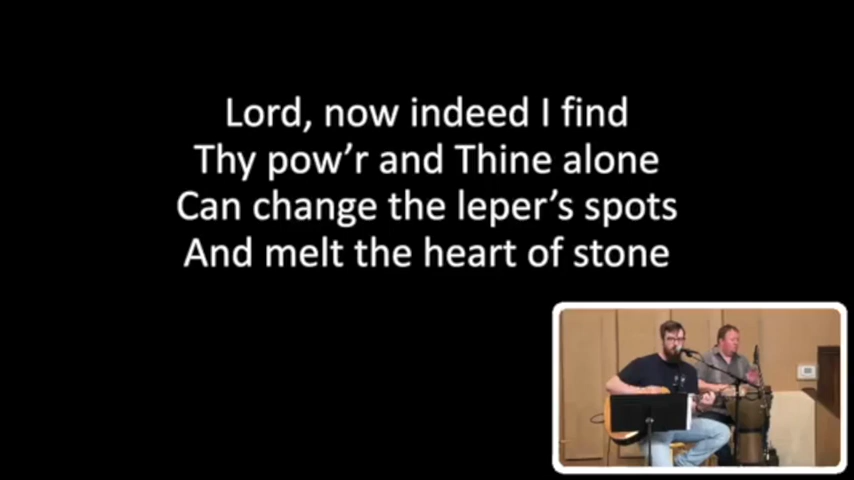 Lord, now indeed I find
Thy pow’r and Thine alone
Can change the leper’s spots
And melt the heart of stone